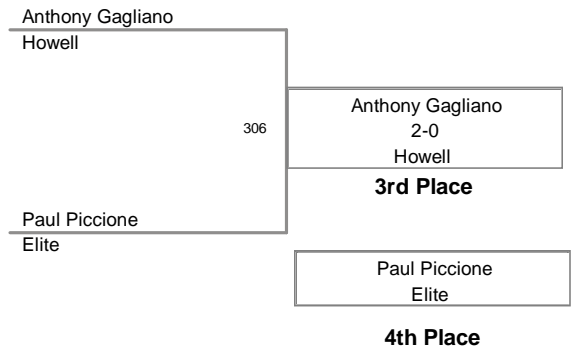 Anthony Gagliano
Howell
306
Anthony Gagliano
2-0
Howell
3rd Place
Paul Piccione
Elite
Paul Piccione
Elite
4th Place